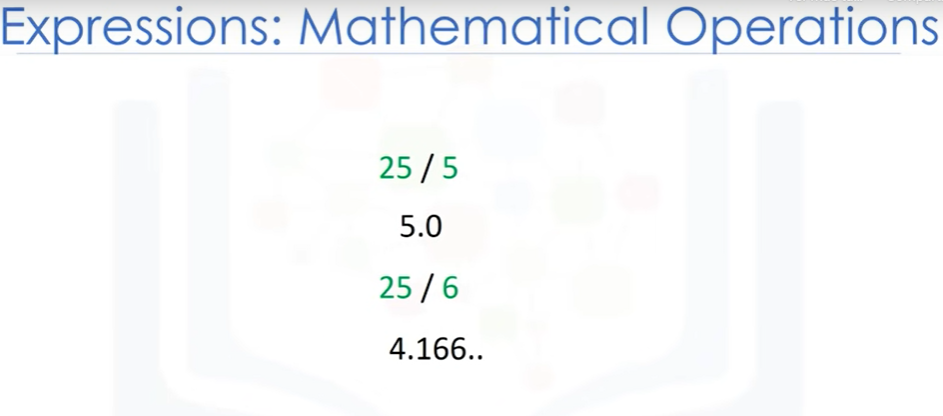 Expressions: Mathematical Operations
25 / 5
5.0
25 / 6
4.166..